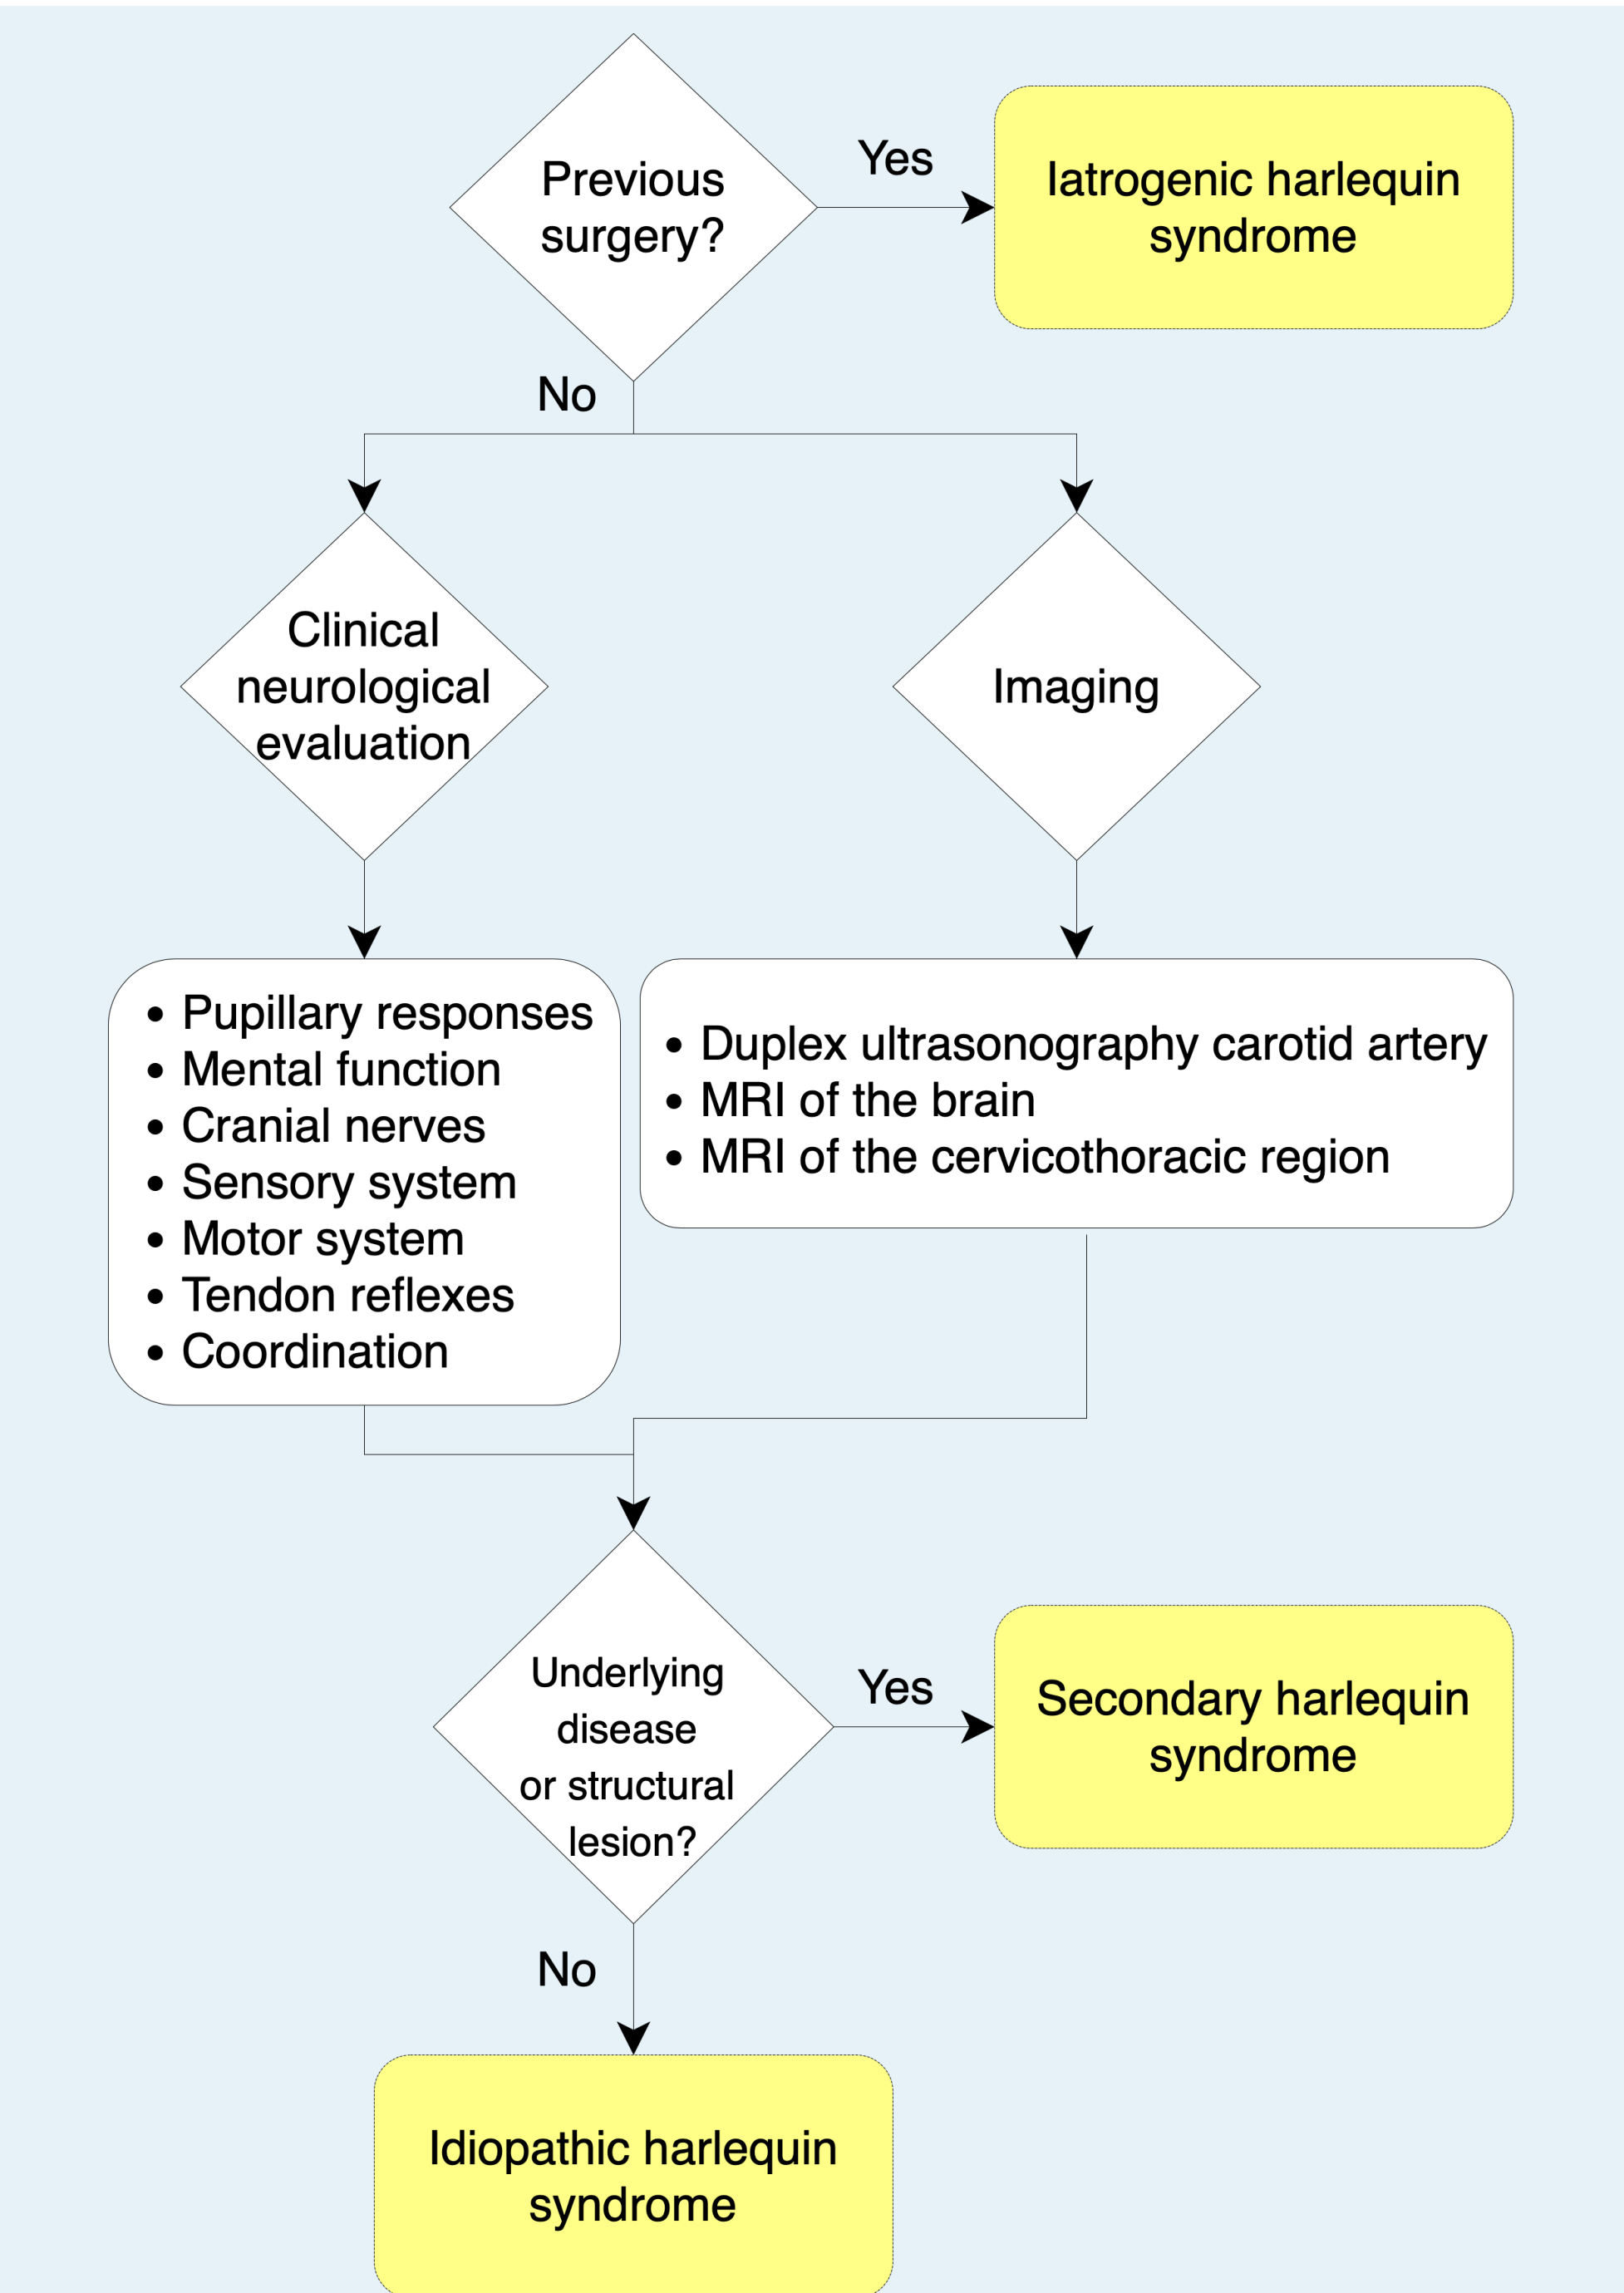 Previous
surgery?
Yes
Iatrogenic harlequin
syndrome
No
Clinical
neurological
evaluation
Imaging
• Pupillary responses
• Mental function
• Cranial nerves
• Sensory system
• Motor system
• Tendon reflexes
• Coordination
• Duplex ultrasonography carotid artery
• MRI of the brain
• MRI of the cervicothoracic region
Underlying
disease
or structural
lesion?
Yes
Secondary harlequin
syndrome
No
Idiopathic harlequin
syndrome